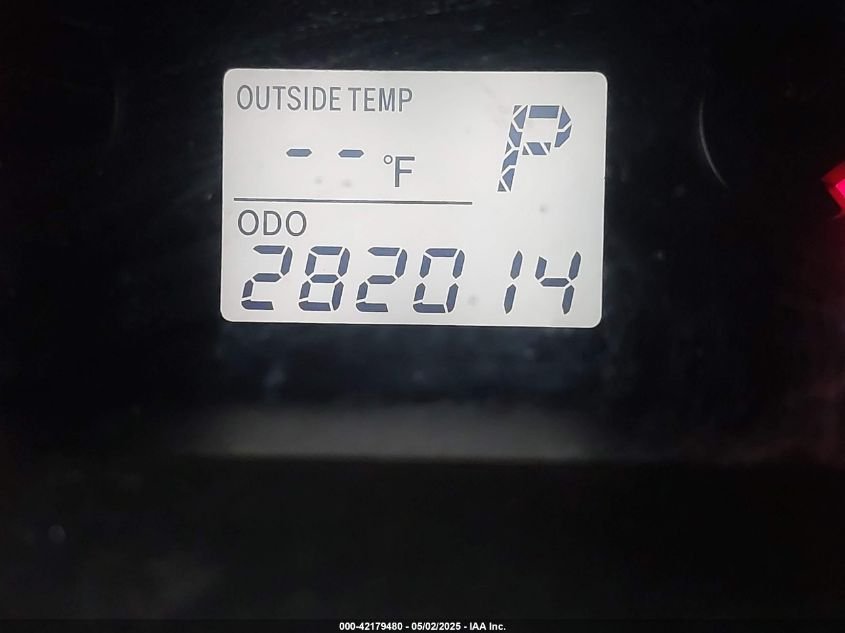 OUTSIDE TEMP
P
-- °F
ODO
282014
000-42179480 - 05/02/2025 - IAA Inc.